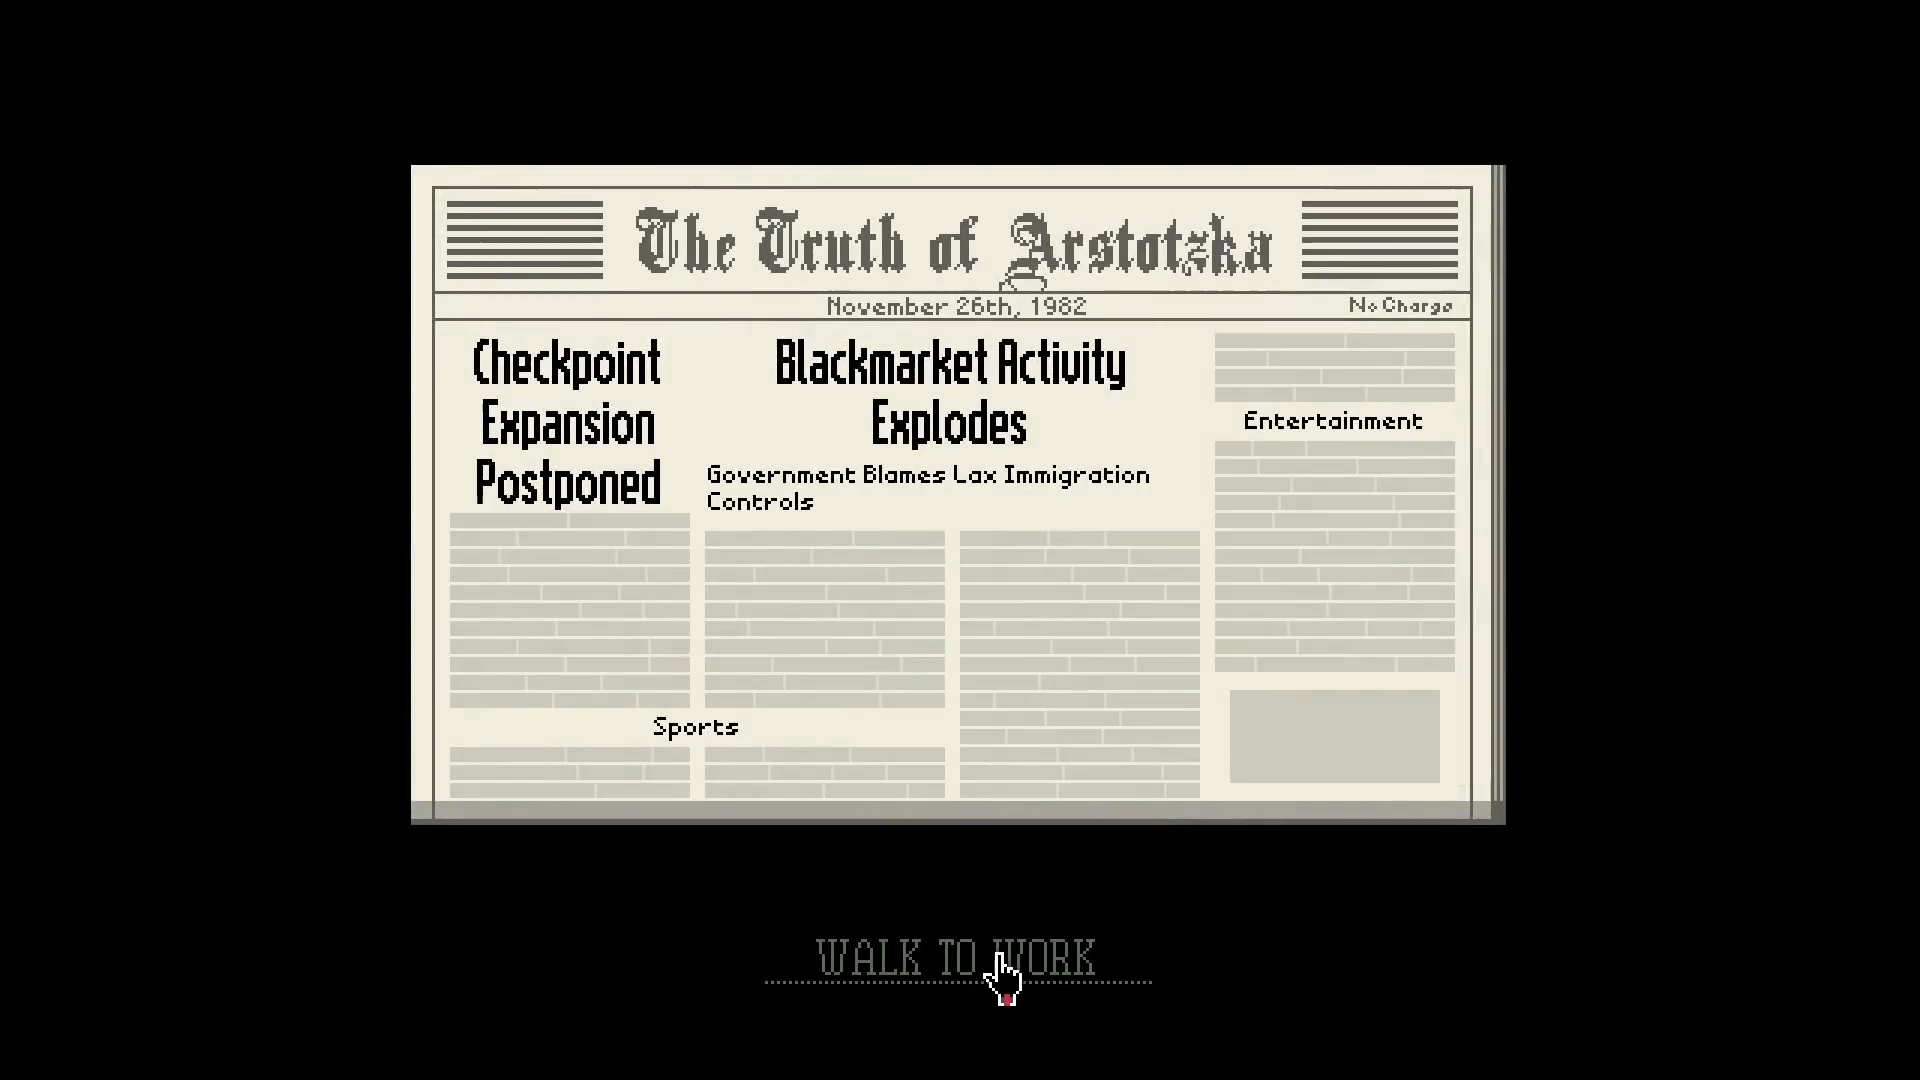 The Truth of Arstotzka
November 26th, 1982
No Charge
Checkpoint
Expansion
Postponed
Blackmarket Activity
Explodes
Government Blames Lax Immigration
Controls
Entertainment
Sports
WALK TO WORK